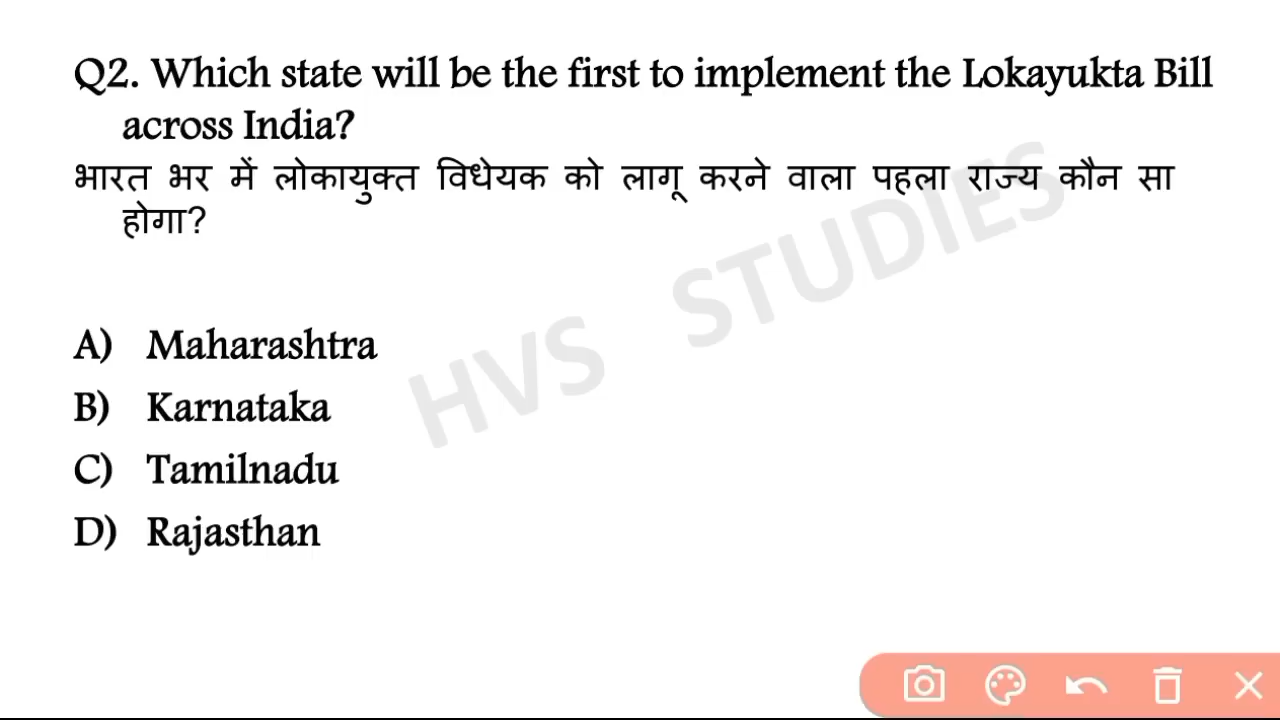 Q2. Which state will be the first to implement the Lokayukta Bill
across India?
भारत भर में लोकायुक्त विधेयक को लागू करने वाला पहला राज्य कौन सा
होगा?
HVS STUDIES
A) Maharashtra
B) Karnataka
C) Tamilnadu
D) Rajasthan